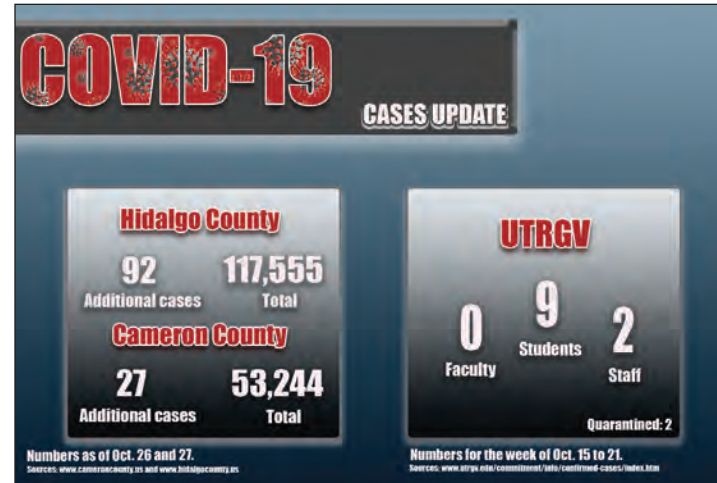 COVID-19
CASES UPDATE
Hidalgo County
92 117,555
Additional cases Total
Cameron County
27 53,244
Additional cases Total
Numbers as of Oct. 26 and 27.
Sources: www.cameroncounty.us and www.hidalgocounty.us
UTRGV
0 9 2
Faculty Students Staff
Quarantined: 2
Numbers for the week of Oct. 15 to 21.
Sources: www.utrgv.edu/commitment/info/confirmed-cases/index.htm